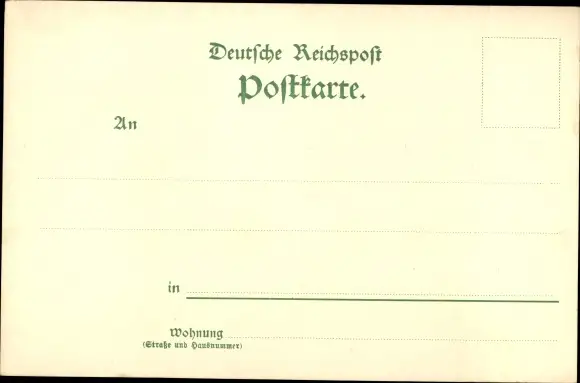 Deutsche Reichspost
Postkarte.
An
in
Wohnung
(Straße und Hausnummer)